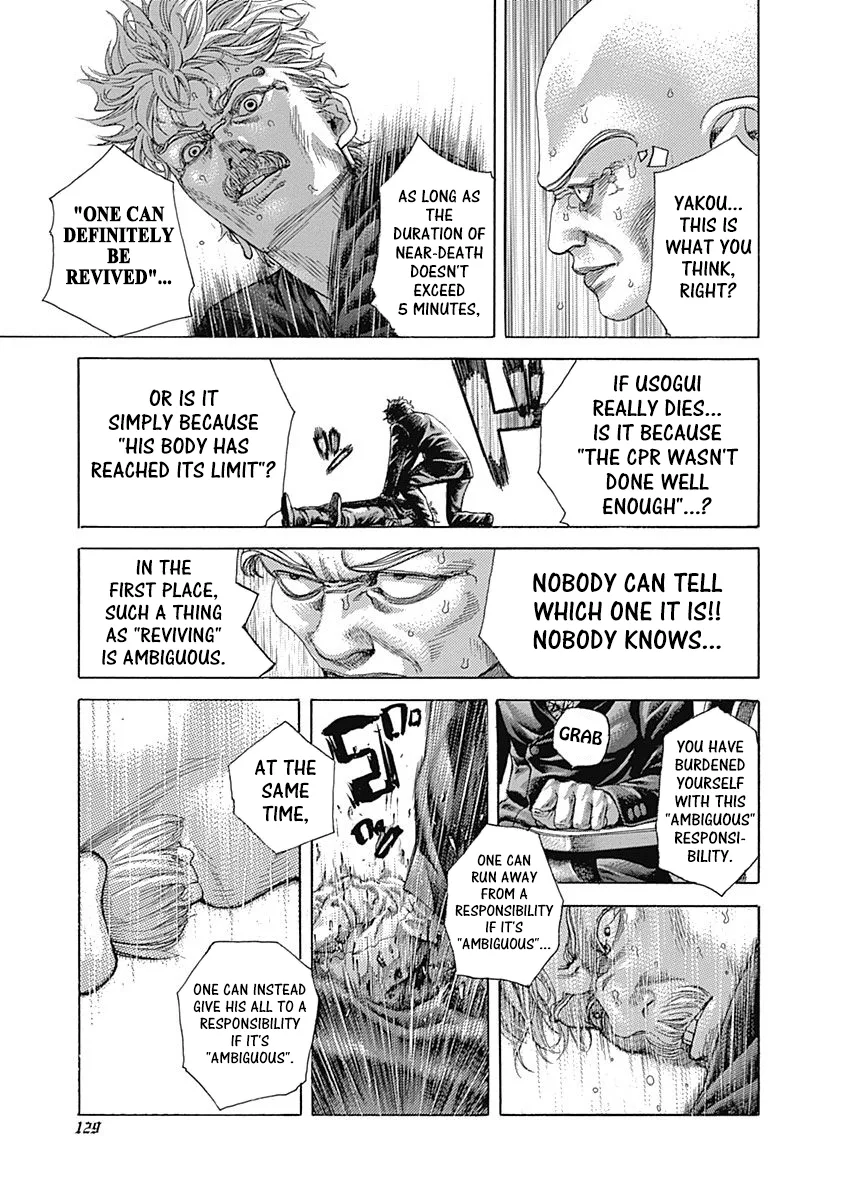 YAKOU...
THIS IS
WHAT YOU
THINK,
RIGHT?
AS LONG AS
THE
DURATION OF
NEAR-DEATH
DOESN'T
EXCEED
5 MINUTES,
"ONE CAN
DEFINITELY
BE
REVIVED"...
IF USOGUI
REALLY DIES...
IS IT BECAUSE
"THE CPR WASN'T
DONE WELL
ENOUGH"...?
OR IS IT
SIMPLY BECAUSE
"HIS BODY HAS
REACHED ITS LIMIT"?
NOBODY CAN TELL
WHICH ONE IT IS!!
NOBODY KNOWS...
IN THE
FIRST PLACE,
SUCH A THING
AS "REVIVING"
IS AMBIGUOUS.
YOU HAVE
BURDENED
YOURSELF
WITH THIS
"AMBIGUOUS"
RESPONSI-
BILITY.
GRAB
ONE CAN
RUN AWAY
FROM A
RESPONSIBILITY
IF IT'S
"AMBIGUOUS"...
AT THE
SAME
TIME,
ONE CAN INSTEAD
GIVE HIS ALL TO A
RESPONSIBILITY
IF IT'S
"AMBIGUOUS".
129